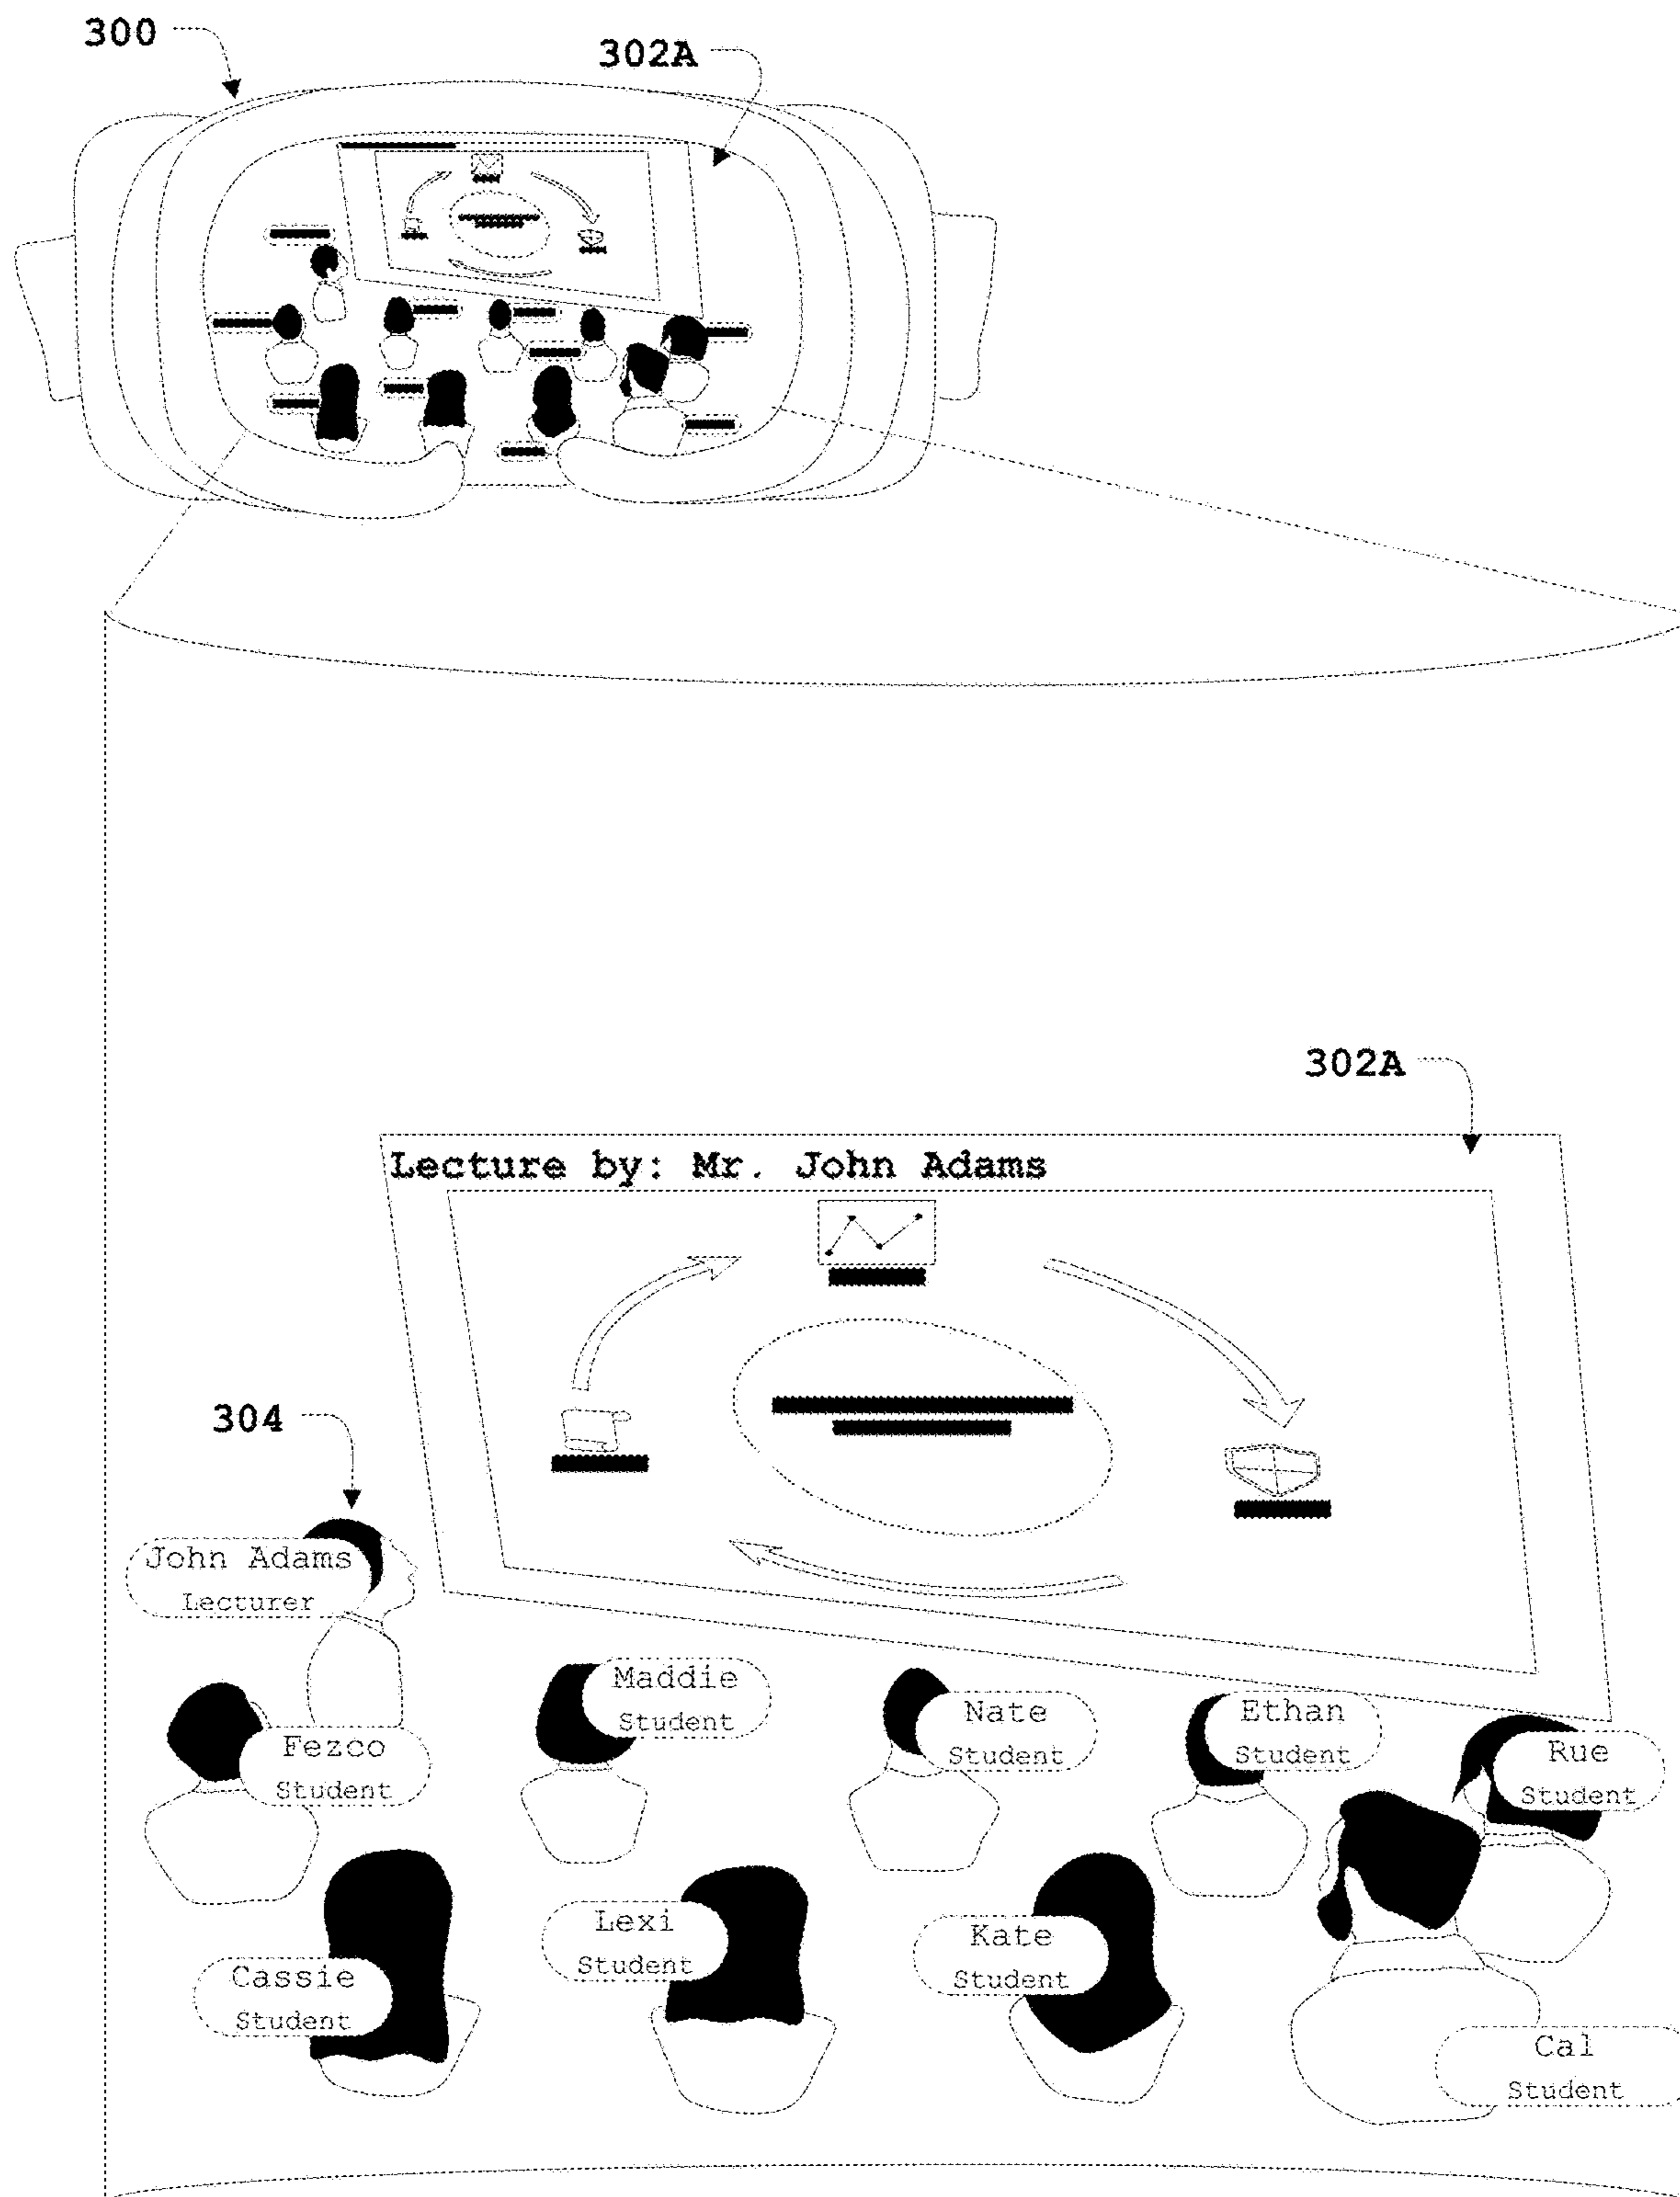 300
302A
302A
Lecture by: Mr. John Adams
304
John Adams
Lecturer
Maddie
Student
Nate
Student
Ethan
Student
Fezco
Student
Rue
Student
Lexi
Student
Kate
Student
Cassie
Student
Cal
Student